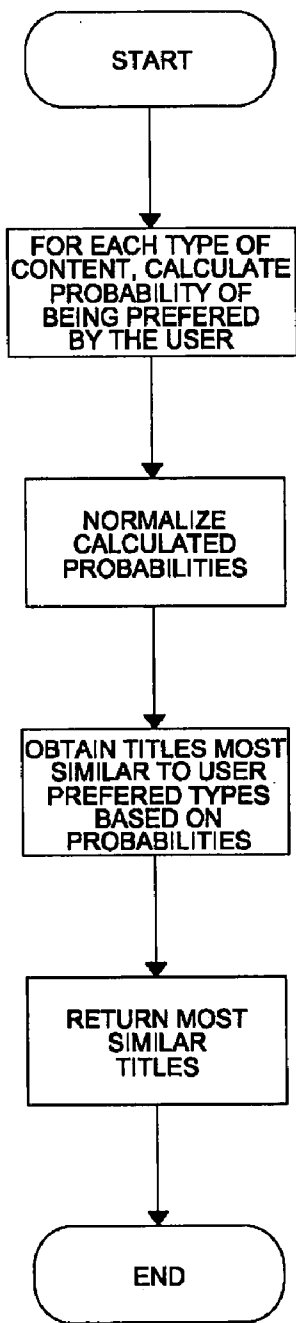 START
FOR EACH TYPE OF
CONTENT, CALCULATE
PROBABILITY OF
BEING PREFERED
BY THE USER
NORMALIZE
CALCULATED
PROBABILITIES
OBTAIN TITLES MOST
SIMILAR TO USER
PREFERED TYPES
BASED ON
PROBABILITIES
RETURN MOST
SIMILAR
TITLES
END